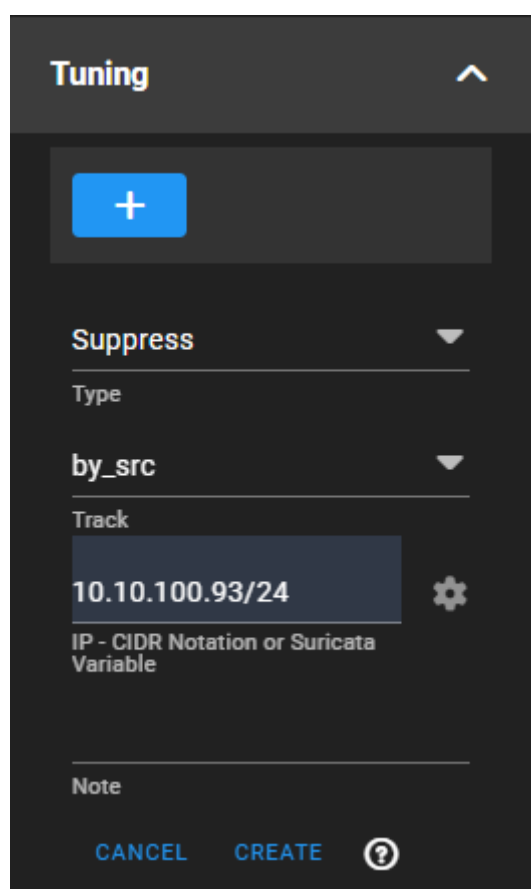 Tuning
+
Suppress
Type
by_src
Track
10.10.100.93/24
IP - CIDR Notation or Suricata
Variable
Note
CANCEL CREATE ?